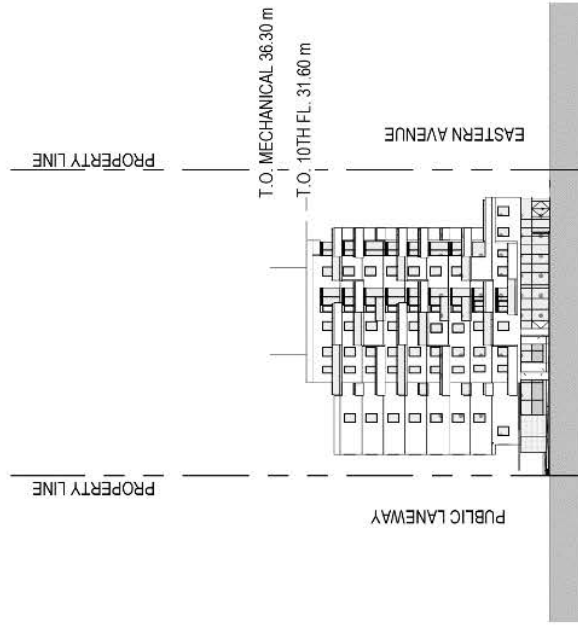 T.O. MECHANICAL 36.30 m
T.O. 10TH FL. 31.60 m
PROPERTY LINE
EASTERN AVENUE
PROPERTY LINE
PUBLIC LANEWAY